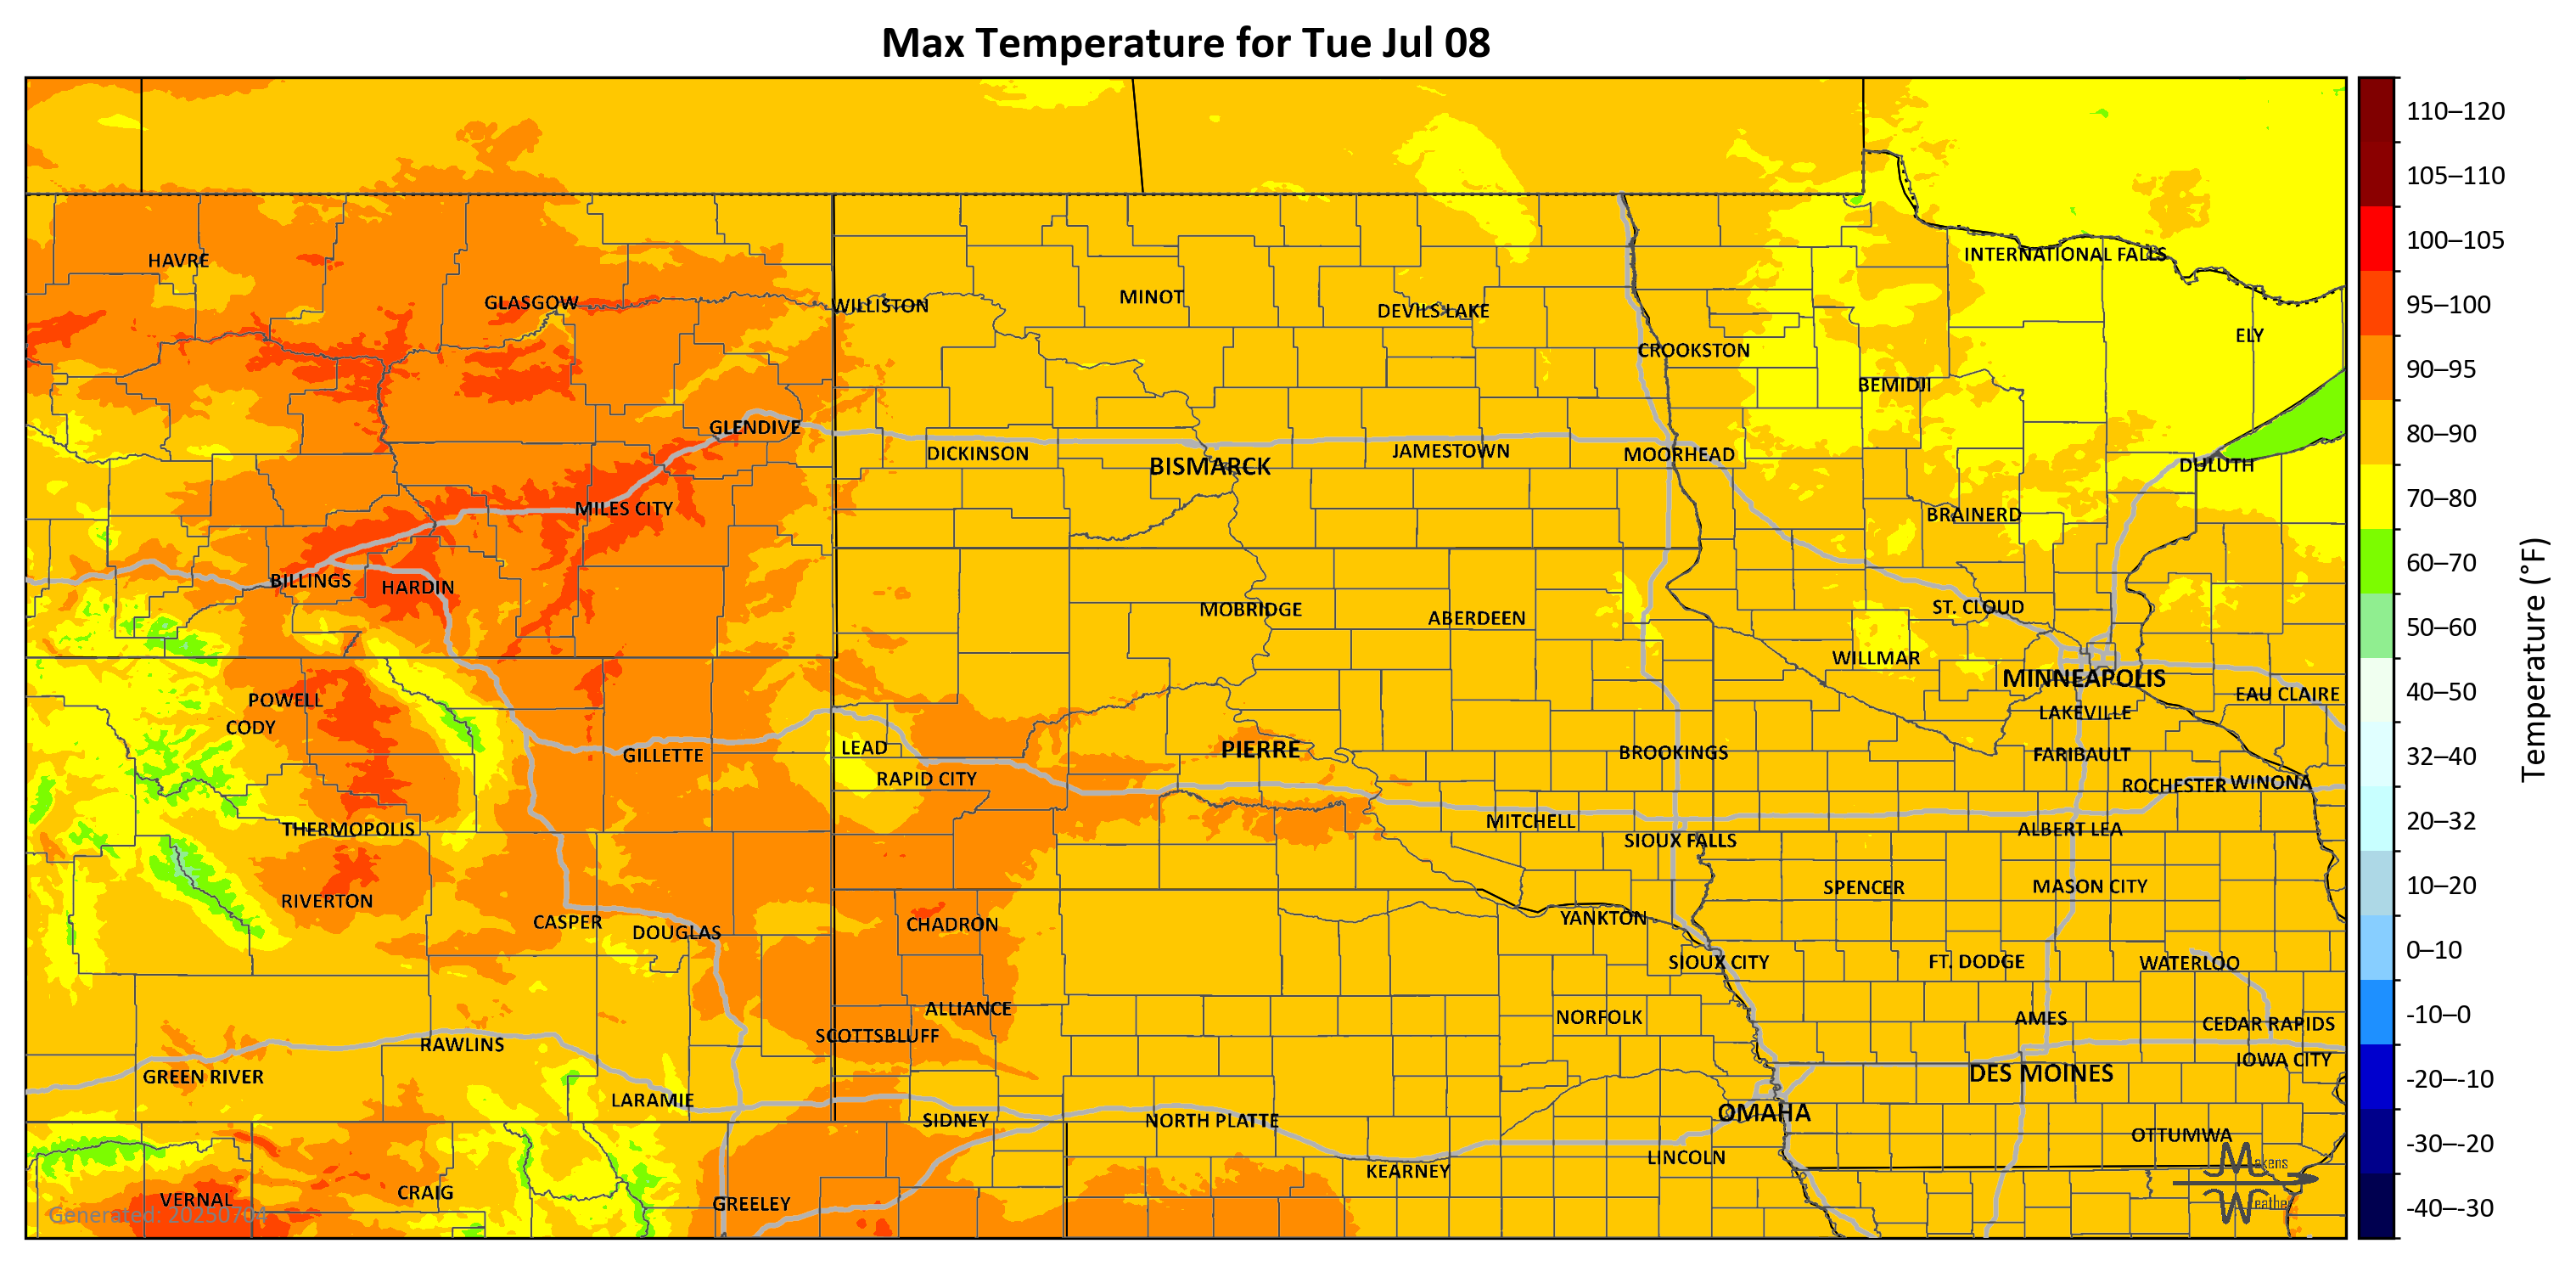 Max Temperature for Tue Jul 08
110–120
105–110
100–105
95–100
90–95
80–90
70–80
60–70
50–60
40–50
32–40
20–32
10–20
0–10
-10–0
-20–-10
-30–-20
-40–-30
Temperature (°F)
HAVRE
INTERNATIONAL FALLS
GLASGOW
WILLISTON
MINOT
DEVILS LAKE
ELY
CROOKSTON
BEMIDJI
GLENDIVE
DICKINSON
BISMARCK
JAMESTOWN
MOORHEAD
DULUTH
MILES CITY
BRAINERD
BILLINGS
HARDIN
MOBRIDGE
ABERDEEN
ST. CLOUD
WILLMAR
MINNEAPOLIS
POWELL
EAU CLAIRE
CODY
LAKEVILLE
GILLETTE
LEAD
PIERRE
BROOKINGS
FARIBAULT
RAPID CITY
ROCHESTER
WINONA
THERMOPOLIS
MITCHELL
ALBERT LEA
SIOUX FALLS
RIVERTON
SPENCER
MASON CITY
CASPER
DOUGLAS
CHADRON
YANKTON
SIOUX CITY
FT. DODGE
WATERLOO
ALLIANCE
NORFOLK
AMES
CEDAR RAPIDS
SCOTTSBLUFF
RAWLINS
IOWA CITY
GREEN RIVER
DES MOINES
LARAMIE
SIDNEY
NORTH PLATTE
OMAHA
OTTUMWA
LINCOLN
KEARNEY
VERNAL
CRAIG
GREELEY
Makens
Weather
Generated: 20250704